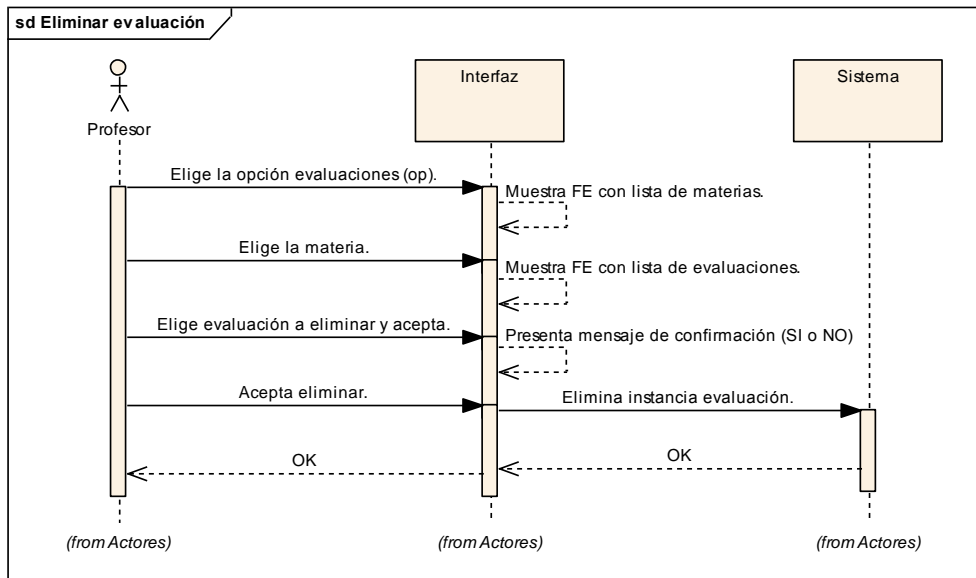 sd Eliminar evaluación
Profesor
Interfaz
Sistema
Elige la opción evaluaciones (op).
Muestra FE con lista de materias.
Elige la materia.
Muestra FE con lista de evaluaciones.
Elige evaluación a eliminar y acepta.
Presenta mensaje de confirmación (SI o NO)
Acepta eliminar.
Elimina instancia evaluación.
OK
OK
(from Actores)
(from Actores)
(from Actores)